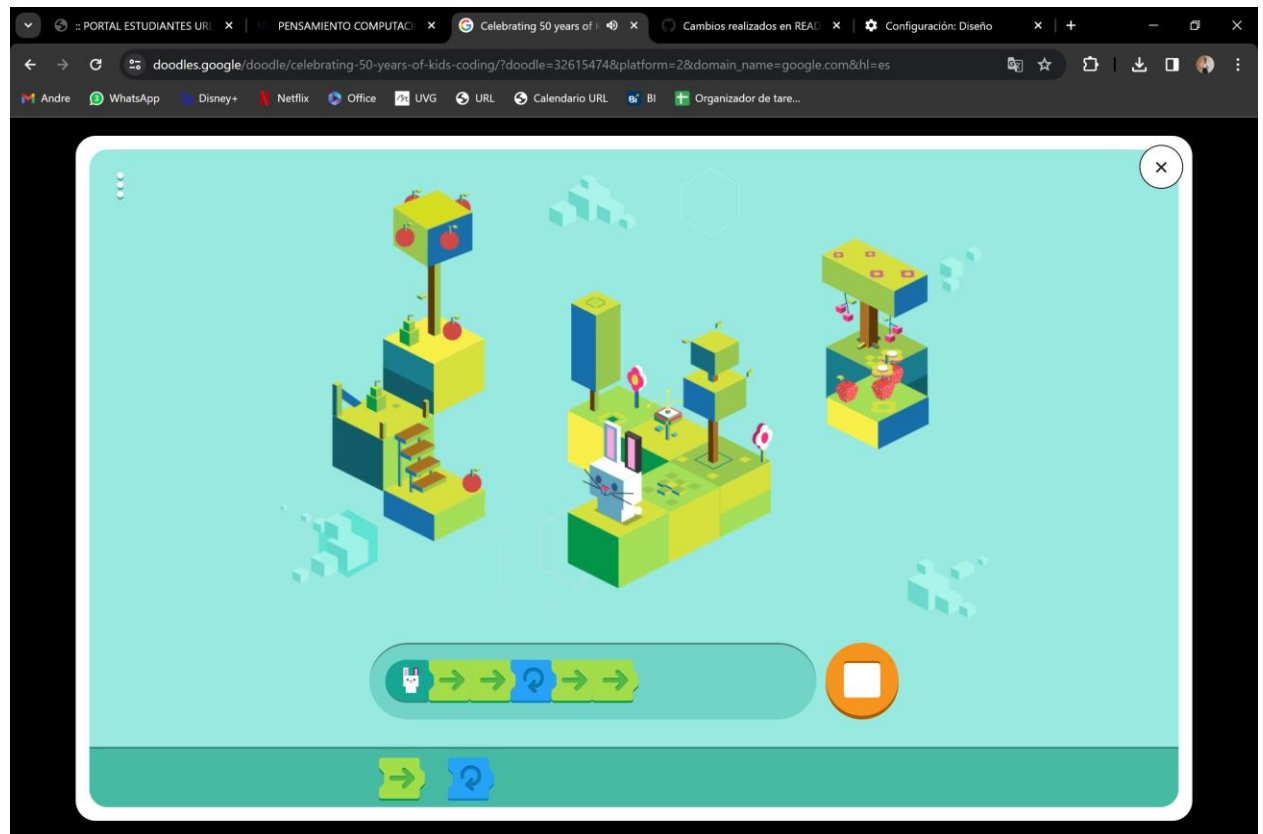 :: PORTAL ESTUDIANTES URL
PENSAMIENTO COMPUTACI
Celebrating 50 years of K
Cambios realizados en READ
Configuración: Diseño
doodles.google/doodle/celebrating-50-years-of-kids-coding/?doodle=32615474&platform=2&domain_name=google.com&hl=es
Andre
WhatsApp
Disney+
Netflix
Office
UVG
URL
Calendario URL
BI
Organizador de tare...